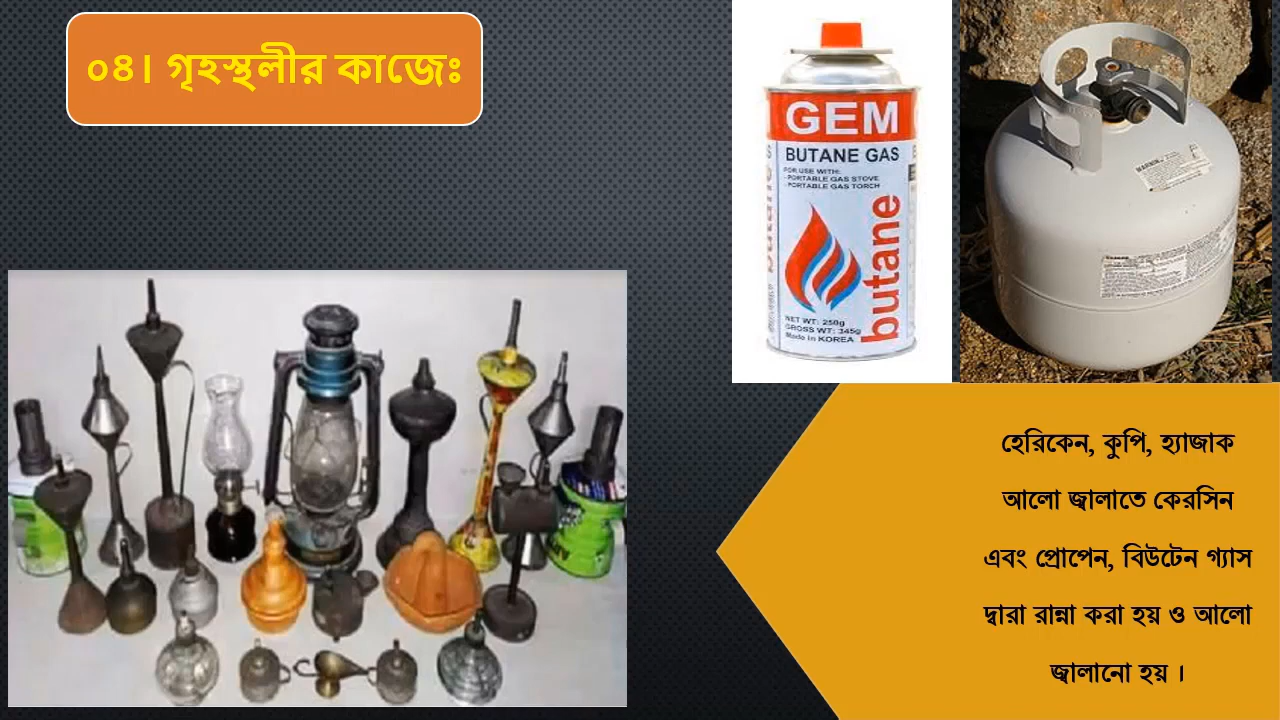 ০৪। গৃহস্থলীর কাজেঃ
GEM
BUTANE GAS
FOR USE WITH:
- PORTABLE GAS STOVE
- PORTABLE GAS TORCH
butane
NET WT: 250g
GROSS WT: 345g
Made in KOREA
হেরিকেন, কুপি, হ্যাজাক
আলো জ্বালাতে কেরসিন
এবং প্রোপেন, বিউটেন গ্যাস
দ্বারা রান্না করা হয় ও আলো
জ্বালানো হয় ।